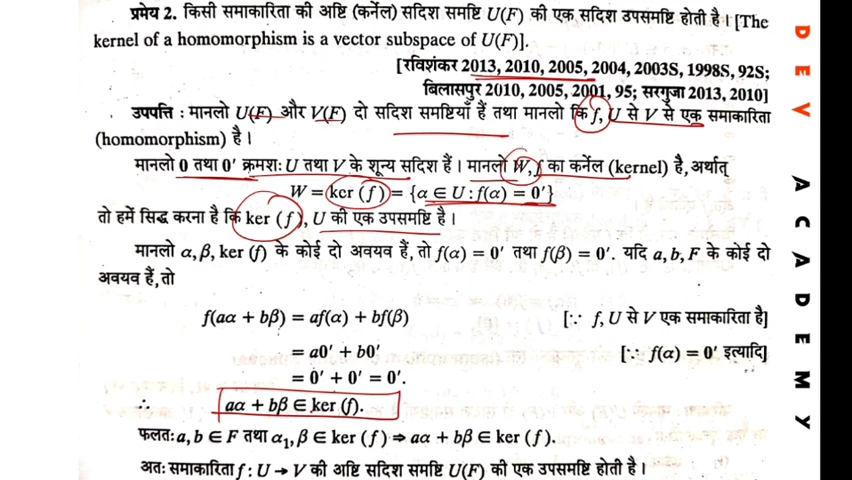 प्रमेय 2. किसी समाकारिता की अष्टि (कर्नेल) सदिश समष्टि U(F) की एक सदिश उपसमष्टि होती है। [The
kernel of a homomorphism is a vector subspace of U(F)].
[रविशंकर 2013, 2010, 2005, 2004, 2003S, 1998S, 92S;
बिलासपुर 2010, 2005, 2001, 95; सरगुजा 2013, 2010]
उपपत्ति : मानलो U(F) और V(F) दो सदिश समष्टियाँ हैं तथा मानलो कि f, U से V से एक समाकारिता
(homomorphism) है।
मानलो 0 तथा 0′ क्रमश: U तथा V के शून्य सदिश है। मानलो W, f का कर्नेल (kernel) है, अर्थात्
W = ker (f) = {α ∈ U : f(α) = 0′}
तो हमें सिद्ध करना है कि ker (f), U की एक उपसमष्टि है।
मानलो α, β, ker (f) के कोई दो अवयव हैं, तो f(α) = 0′ तथा f(β) = 0′. यदि a, b, F के कोई दो
अवयव हैं, तो
f(aα + bβ) = af(α) + bf(β) [∵ f, U से V एक समाकारिता है]
= a0′ + b0′ [∵ f(α) = 0′ इत्यादि]
= 0′ + 0′ = 0′.
∴ aα + bβ ∈ ker (f).
फलत: a, b ∈ F तथा α₁, β ∈ ker (f) ⇒ aα + bβ ∈ ker (f).
अत: समाकारिता f : U → V की अष्टि सदिश समष्टि U(F) की एक उपसमष्टि होती है।
DEV ACADEMY